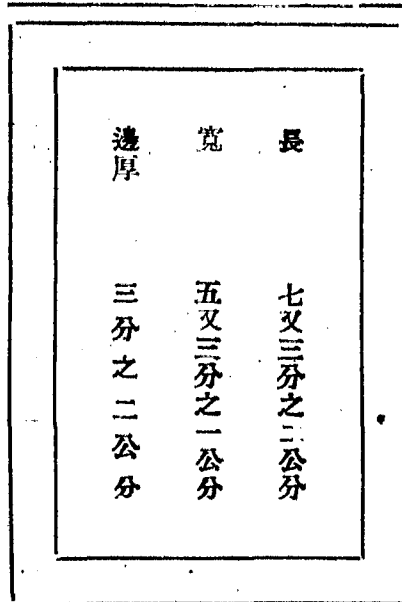 長 七又三分之二公分
寬 五又三分之一公分
邊厚 三分之二公分